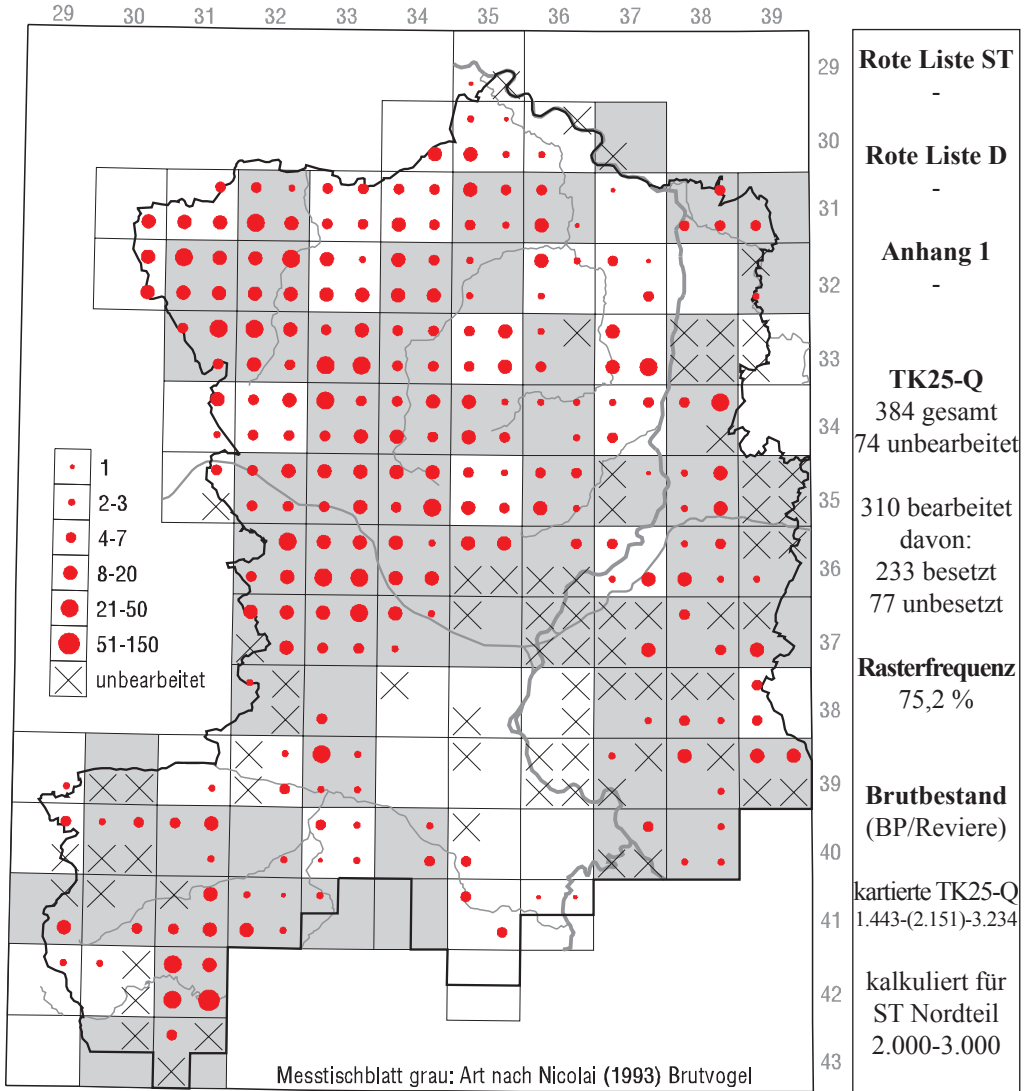 29 30 31 32 33 34 35 36 37 38 39
29
30
31
32
33
34
35
36
37
38
39
40
41
42
43
1
2-3
4-7
8-20
21-50
51-150
unbearbeitet
Messtischblatt grau: Art nach Nicolai (1993) Brutvogel
Rote Liste ST
-
Rote Liste D
-
Anhang 1
-
TK25-Q
384 gesamt
74 unbearbeitet
310 bearbeitet
davon:
233 besetzt
77 unbesetzt
Rasterfrequenz
75,2 %
Brutbestand
(BP/Reviere)
kartierte TK25-Q
1.443-(2.151)-3.234
kalkuliert für
ST Nordteil
2.000-3.000